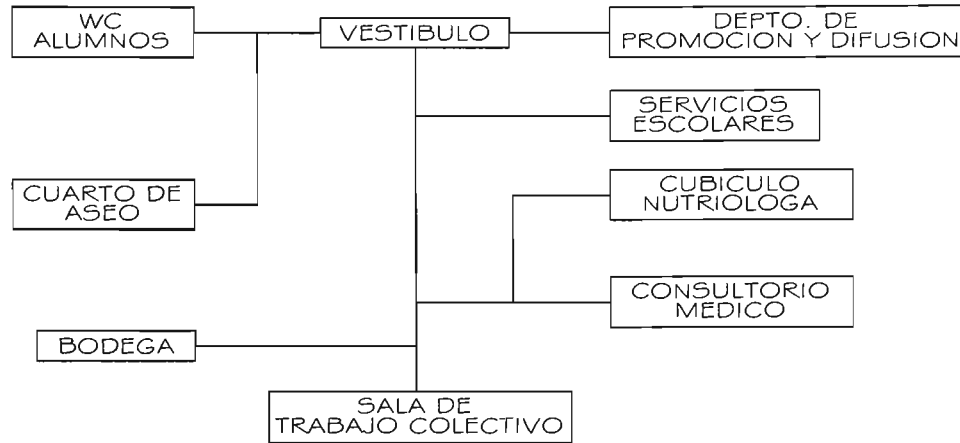 WC
ALUMNOS
VESTIBULO
DEPTO. DE
PROMOCION Y DIFUSION
SERVICIOS
ESCOLARES
CUARTO DE
ASEO
CUBICULO
NUTRIOLOGA
CONSULTORIO
MEDICO
BODEGA
SALA DE
TRABAJO COLECTIVO